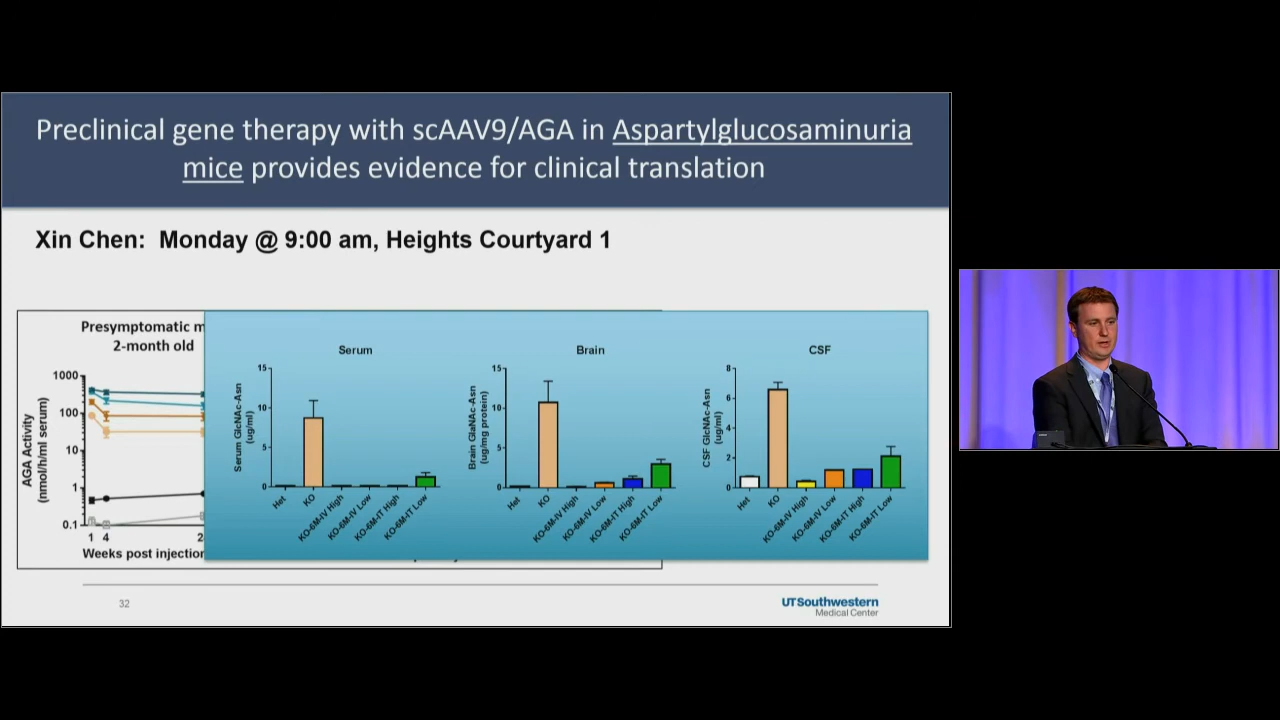 Preclinical gene therapy with scAAV9/AGA in Aspartylglucosaminuria
mice provides evidence for clinical translation
Xin Chen: Monday @ 9:00 am, Heights Courtyard 1
Presymptomatic m
2-month old
AGA Activity
(nmol/h/ml serum)
1000
100
10
1
0.1
1 4 2
Weeks post injection
Serum
Serum GlcNAc-Asn
(ug/ml)
15
10
5
0
Het
KO
KO-6M-IV High
KO-6M-IV Low
KO-6M-IT High
KO-6M-IT Low
Brain
Brain GlaNAc-Asn
(ug/mg protein)
15
10
5
0
Het
KO
KO-6M-IV High
KO-6M-IV Low
KO-6M-IT High
KO-6M-IT Low
CSF
CSF GlcNAc-Asn
(ug/ml)
8
6
4
2
0
Het
KO
KO-6M-IV High
KO-6M-IV Low
KO-6M-IT High
KO-6M-IT Low
32
UTSouthwestern
Medical Center